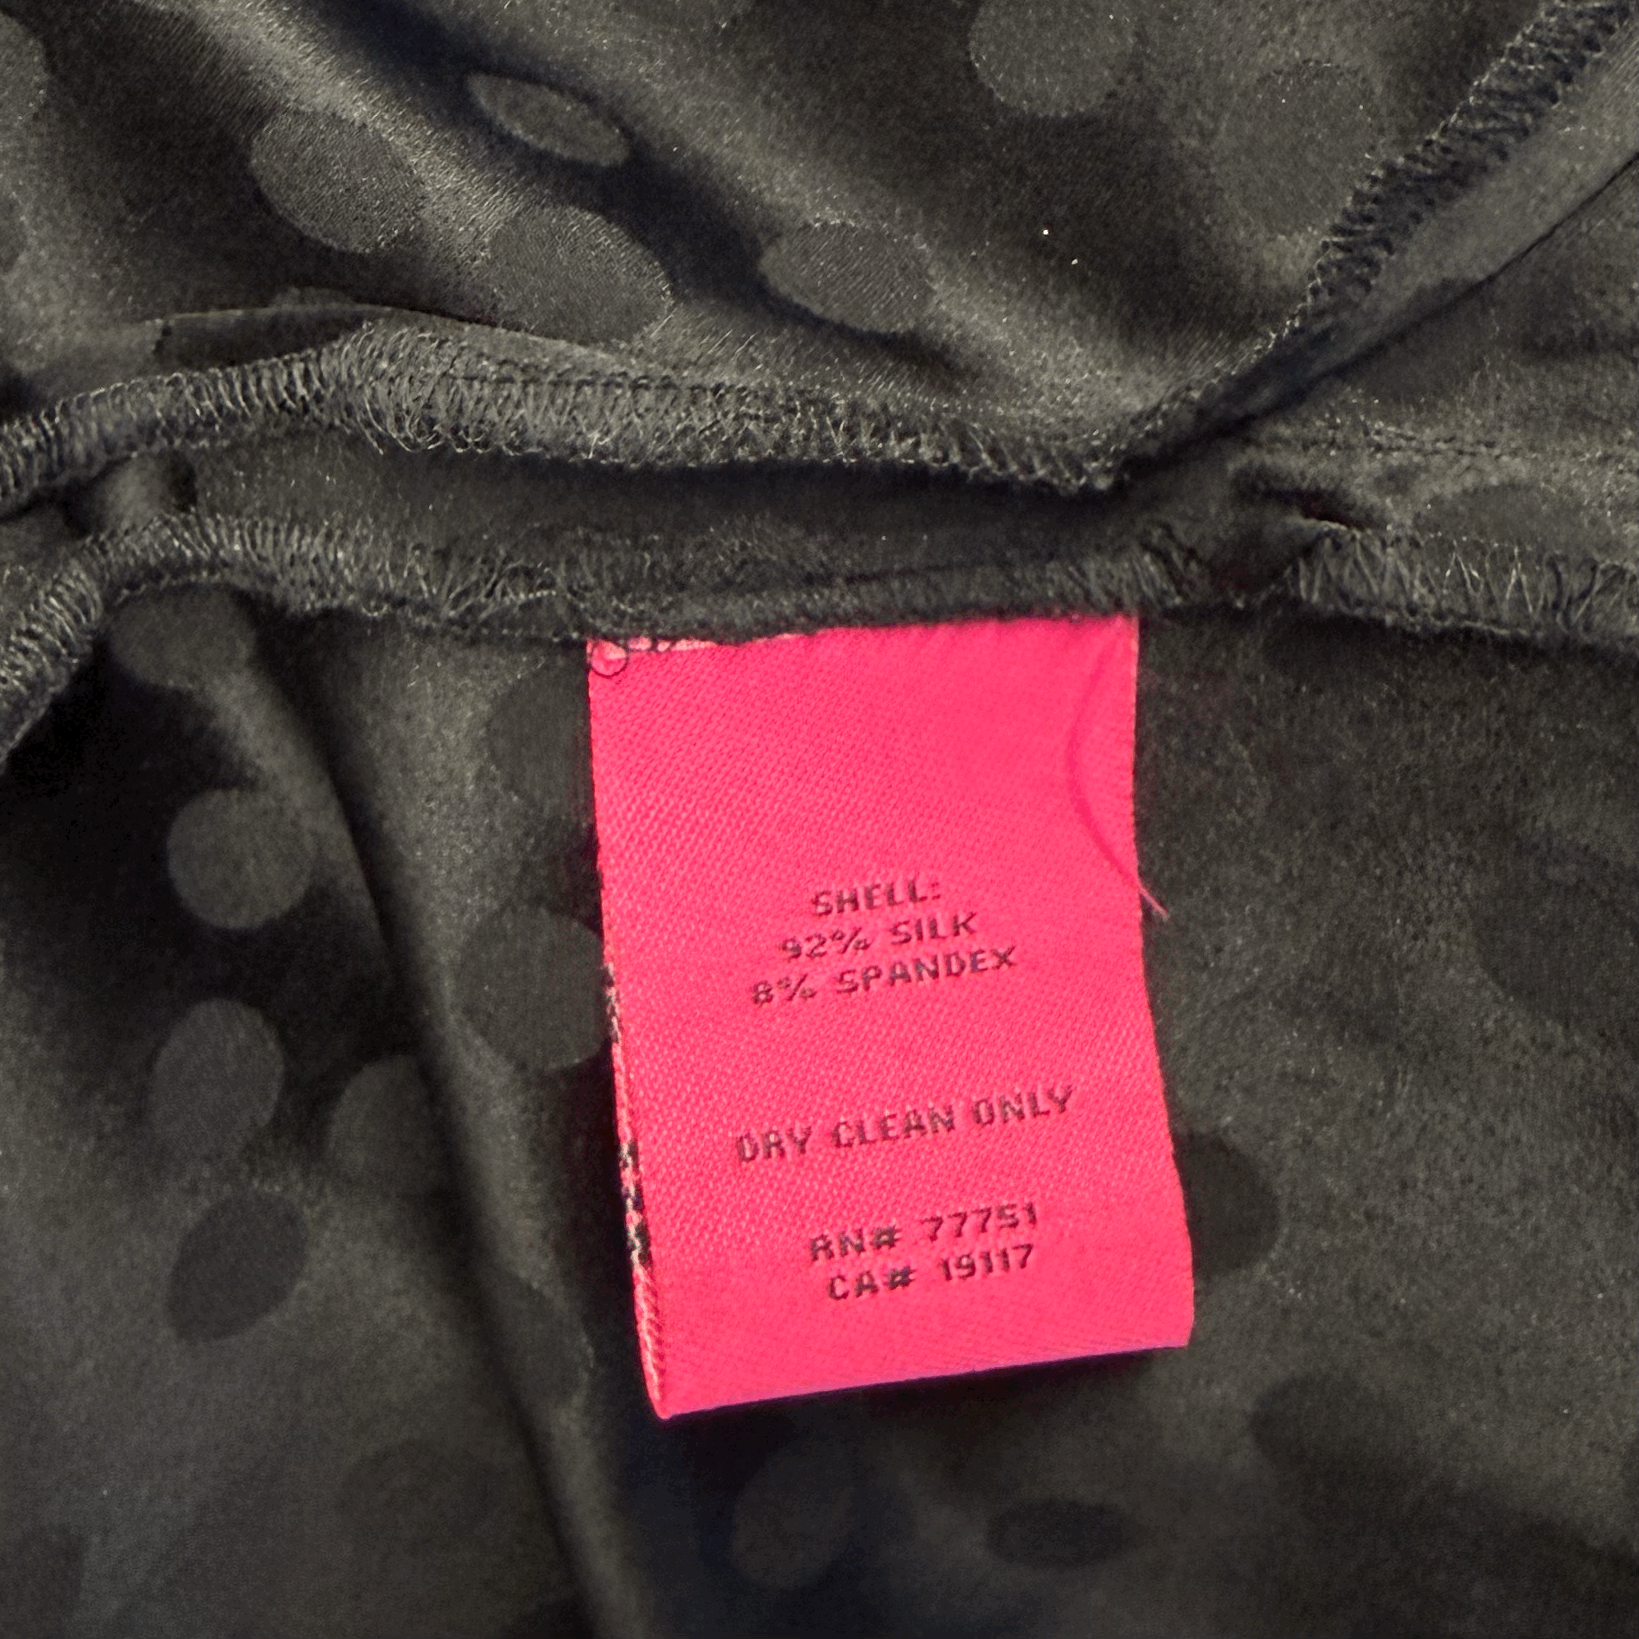 SHELL:
92% SILK
8% SPANDEX
DRY CLEAN ONLY
RN# 77751
CA# 19117